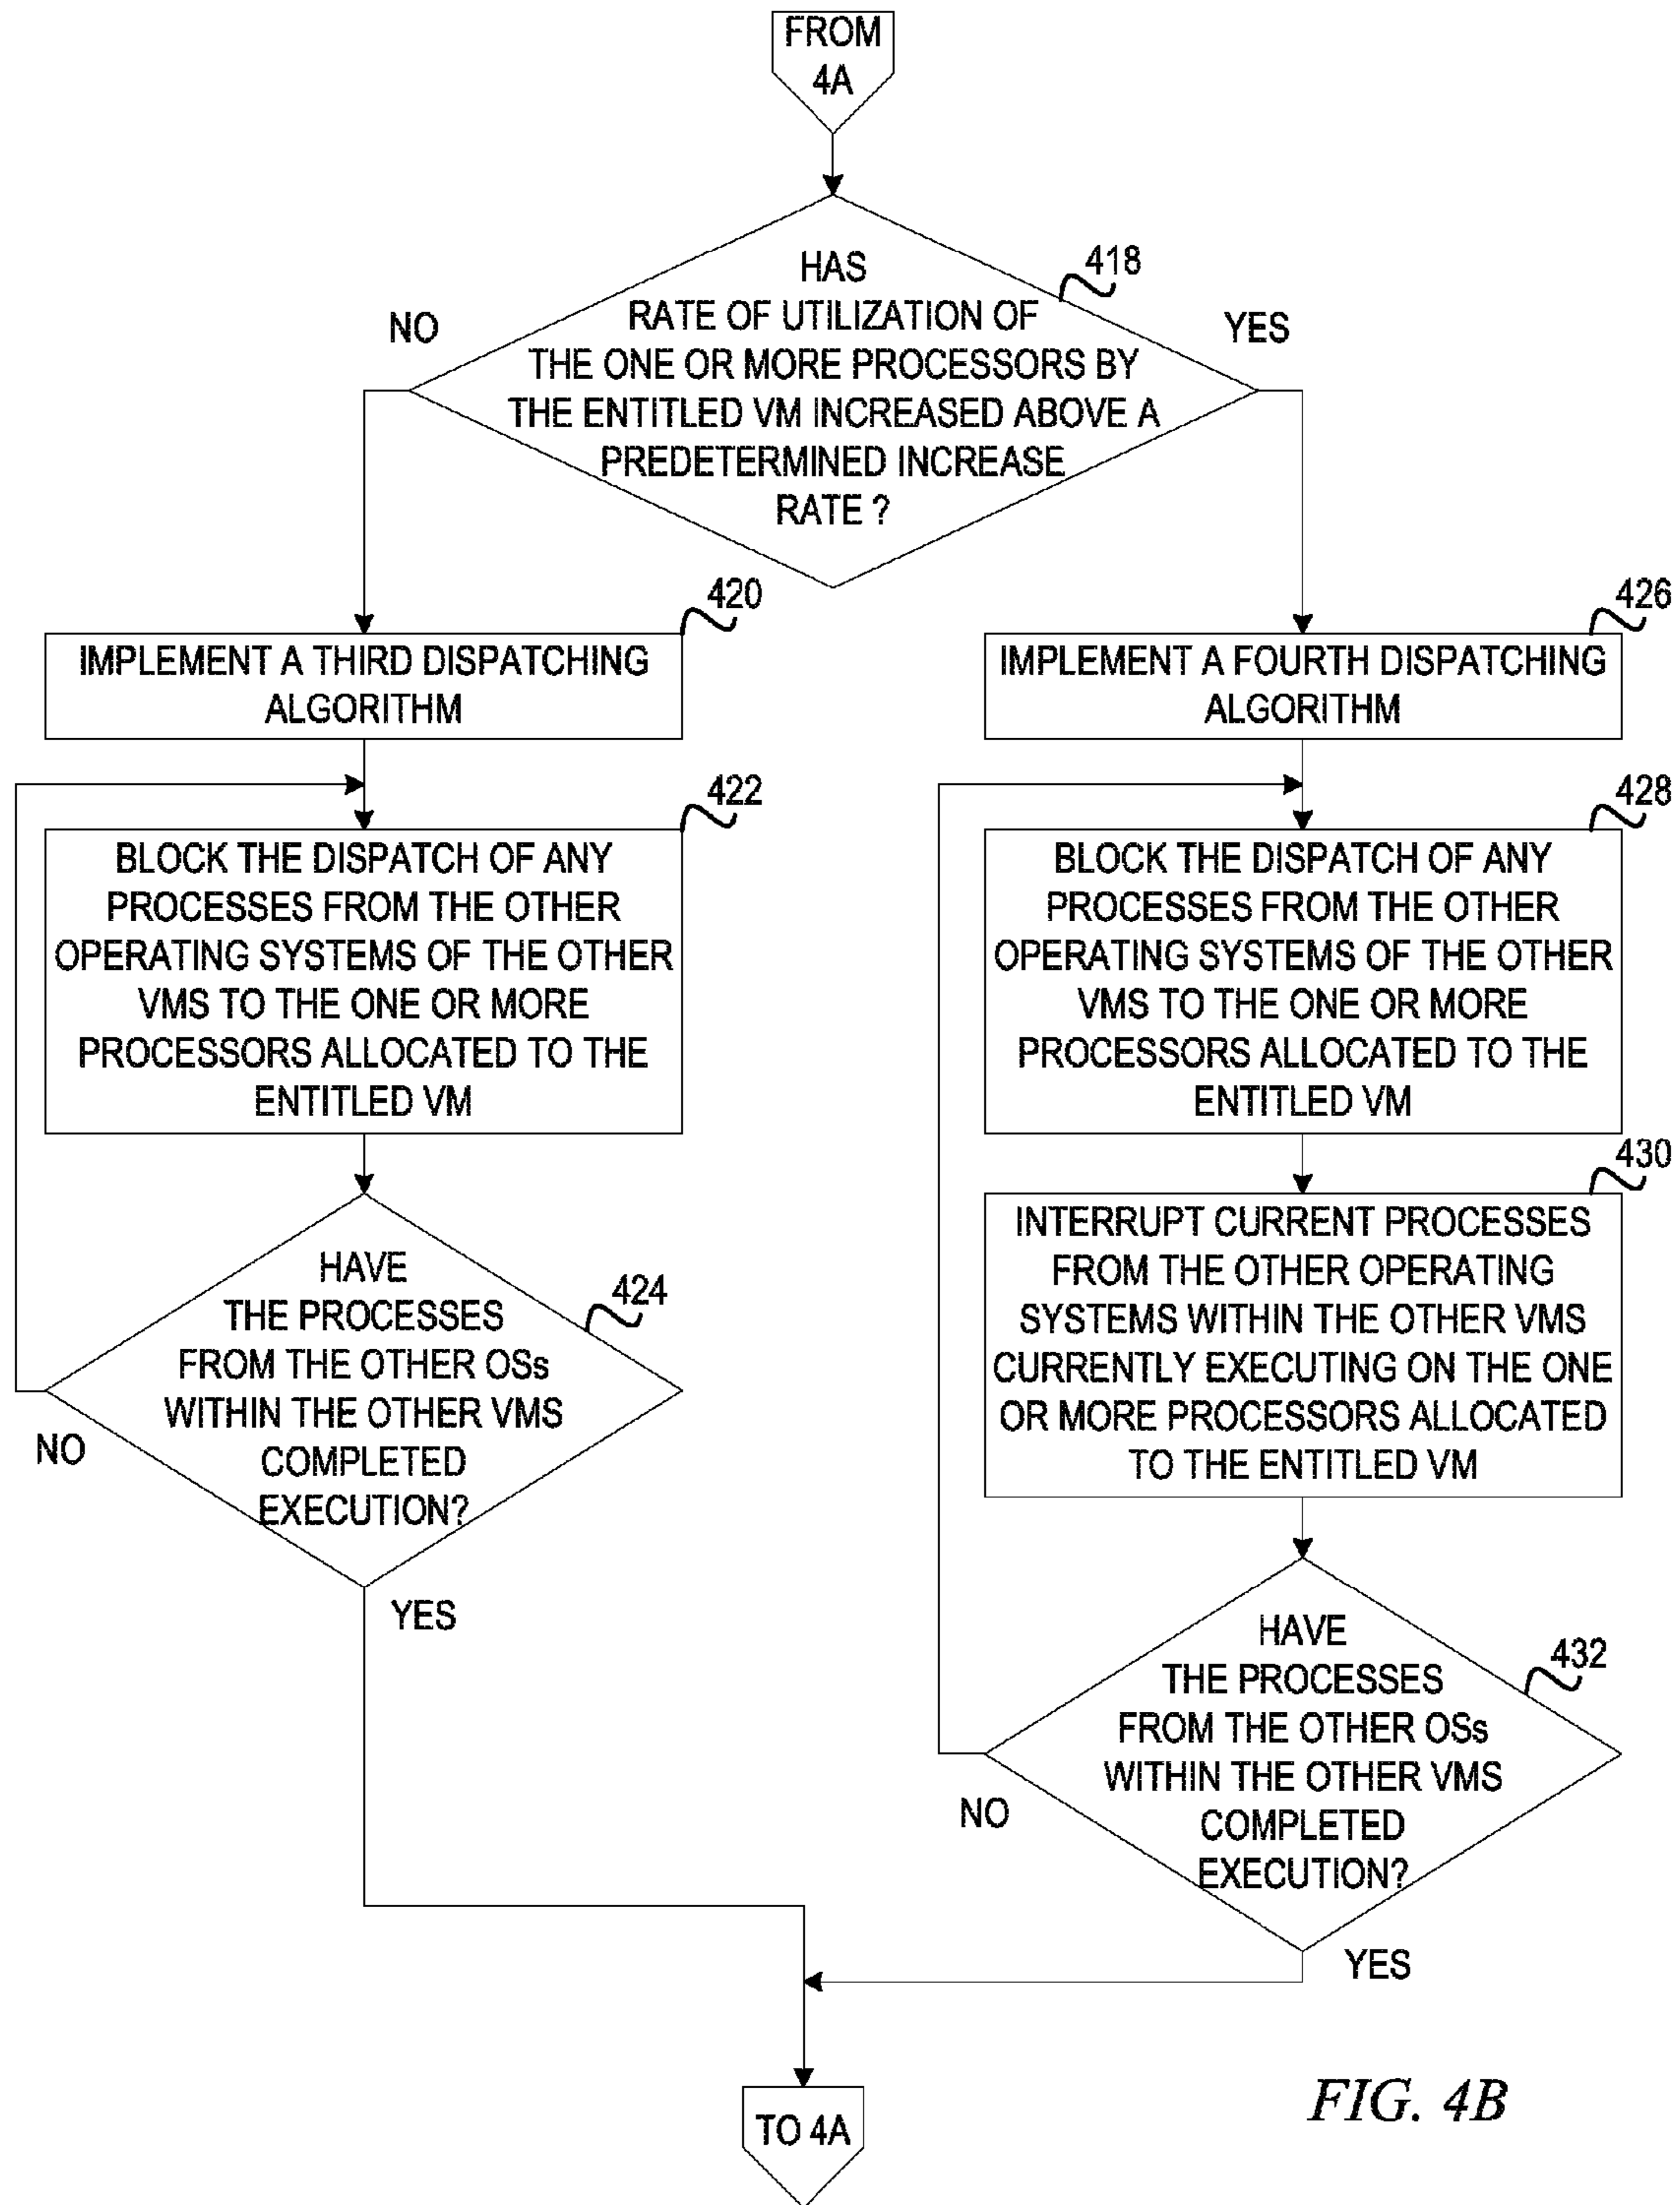 FROM
4A
HAS
RATE OF UTILIZATION OF
THE ONE OR MORE PROCESSORS BY
THE ENTITLED VM INCREASED ABOVE A
PREDETERMINED INCREASE
RATE ?
418
NO
YES
420
IMPLEMENT A THIRD DISPATCHING
ALGORITHM
422
BLOCK THE DISPATCH OF ANY
PROCESSES FROM THE OTHER
OPERATING SYSTEMS OF THE OTHER
VMS TO THE ONE OR MORE
PROCESSORS ALLOCATED TO THE
ENTITLED VM
HAVE
THE PROCESSES
FROM THE OTHER OSs
WITHIN THE OTHER VMS
COMPLETED
EXECUTION?
424
NO
YES
426
IMPLEMENT A FOURTH DISPATCHING
ALGORITHM
428
BLOCK THE DISPATCH OF ANY
PROCESSES FROM THE OTHER
OPERATING SYSTEMS OF THE OTHER
VMS TO THE ONE OR MORE
PROCESSORS ALLOCATED TO THE
ENTITLED VM
430
INTERRUPT CURRENT PROCESSES
FROM THE OTHER OPERATING
SYSTEMS WITHIN THE OTHER VMS
CURRENTLY EXECUTING ON THE ONE
OR MORE PROCESSORS ALLOCATED
TO THE ENTITLED VM
HAVE
THE PROCESSES
FROM THE OTHER OSs
WITHIN THE OTHER VMS
COMPLETED
EXECUTION?
432
NO
YES
TO 4A
FIG. 4B